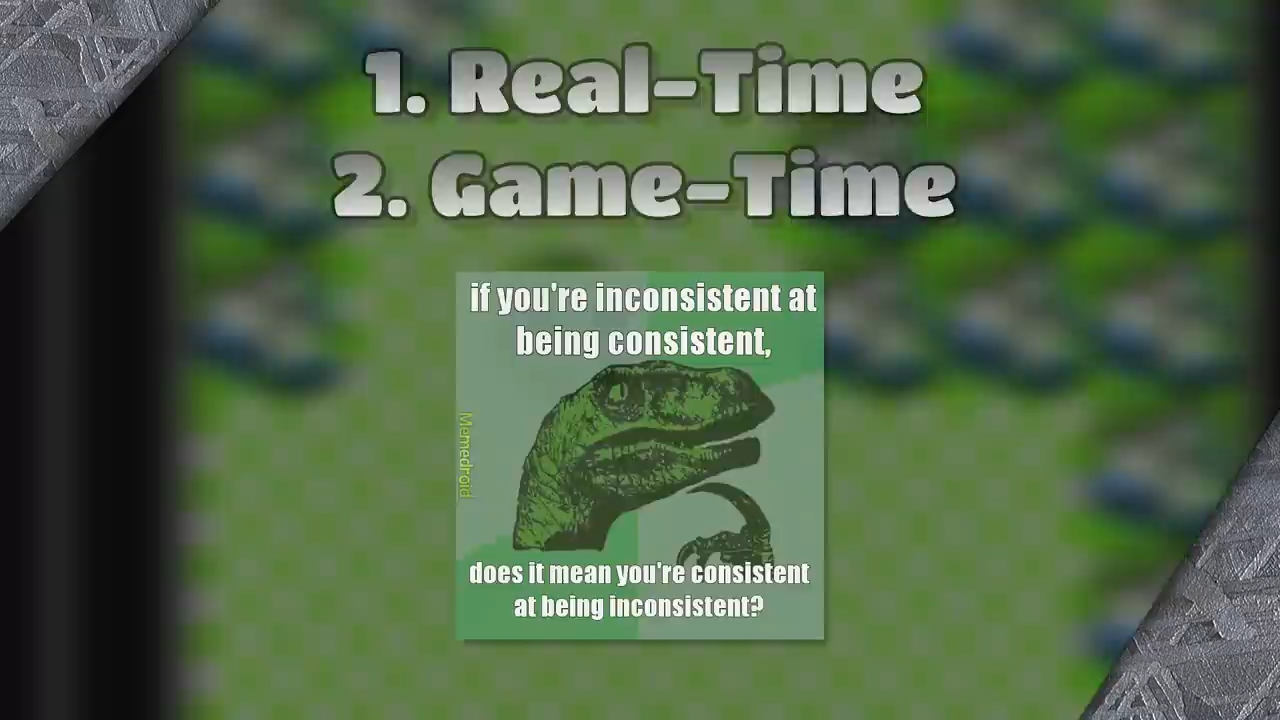 1. Real-Time
2. Game-Time
if you're inconsistent at
being consistent,
Memedroid
does it mean you're consistent
at being inconsistent?